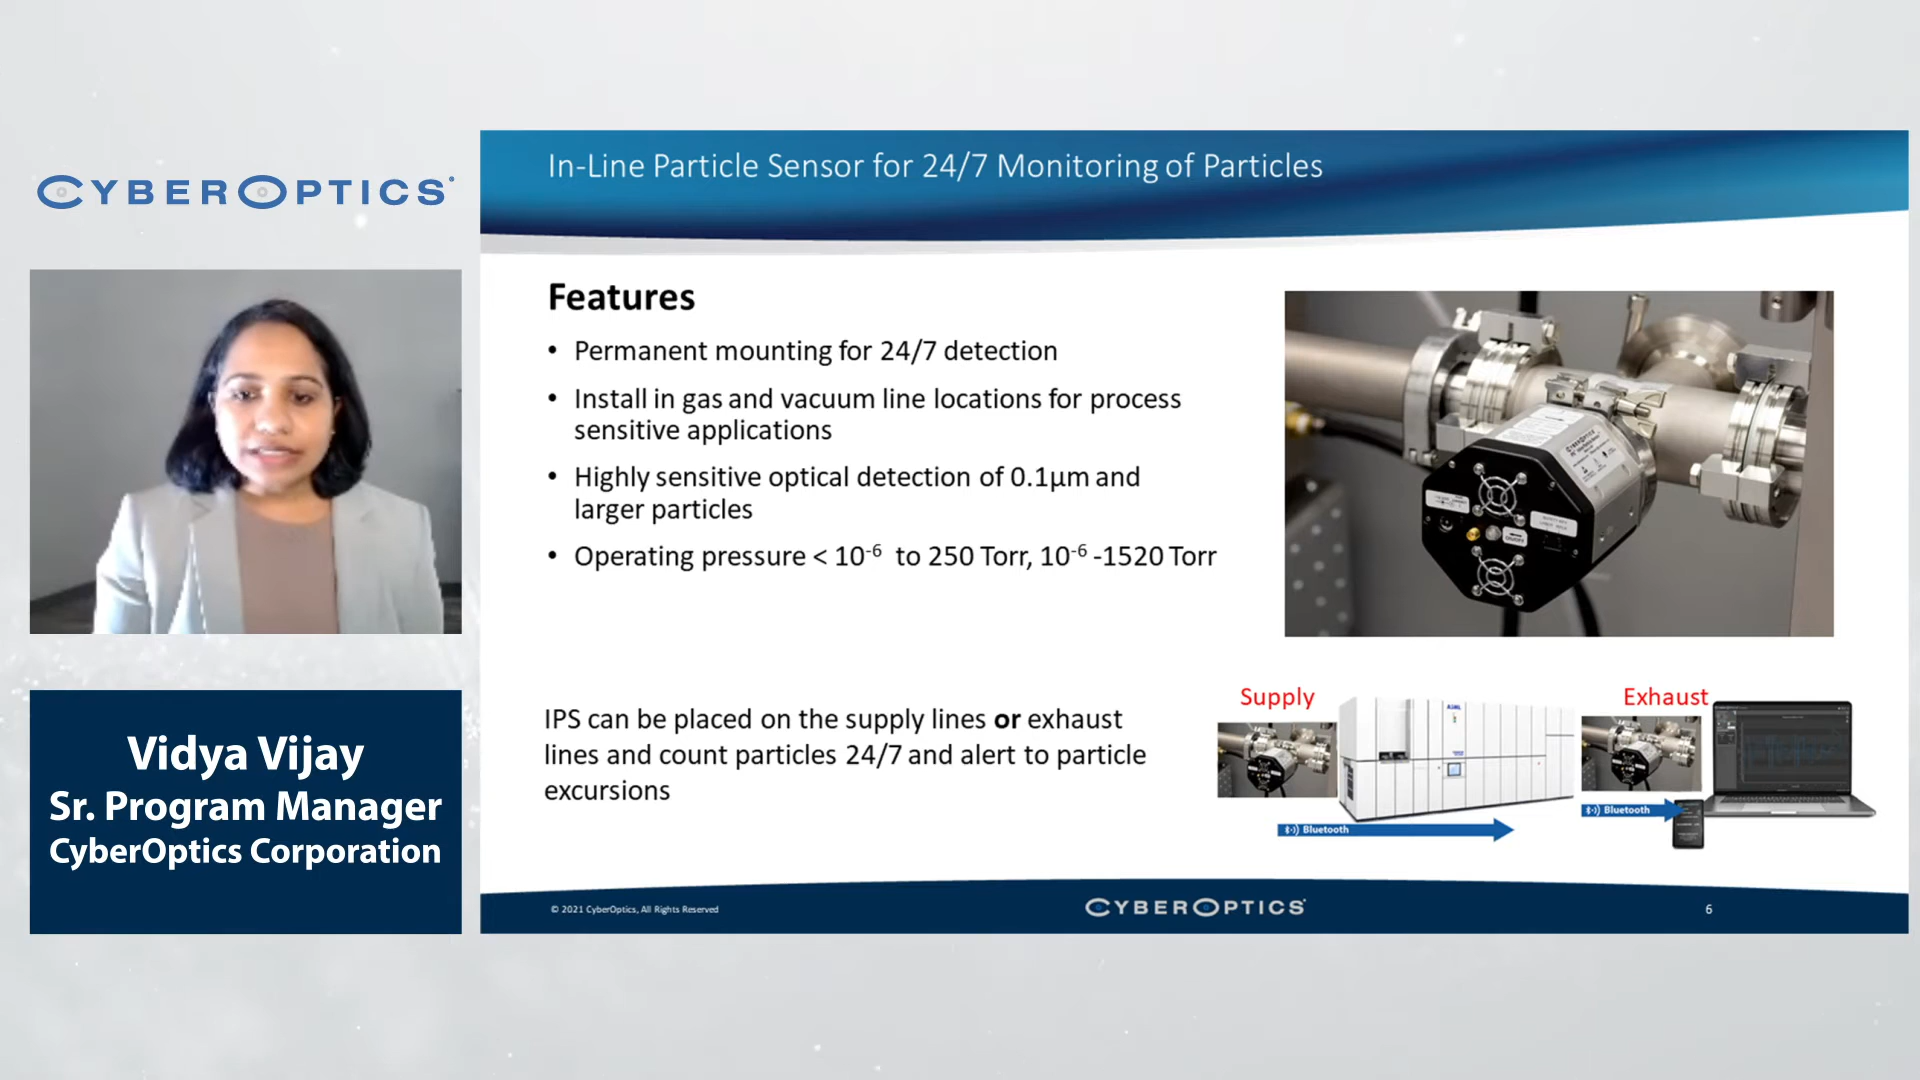 CYBEROPTICS
In-Line Particle Sensor for 24/7 Monitoring of Particles
Features
• Permanent mounting for 24/7 detection
• Install in gas and vacuum line locations for process
sensitive applications
• Highly sensitive optical detection of 0.1µm and
larger particles
• Operating pressure < 10⁻⁶ to 250 Torr, 10⁻⁶ -1520 Torr
IPS can be placed on the supply lines or exhaust
lines and count particles 24/7 and alert to particle
excursions
Supply
Exhaust
Bluetooth
Bluetooth
Vidya Vijay
Sr. Program Manager
CyberOptics Corporation
© 2021 CyberOptics, All Rights Reserved
CYBEROPTICS
6